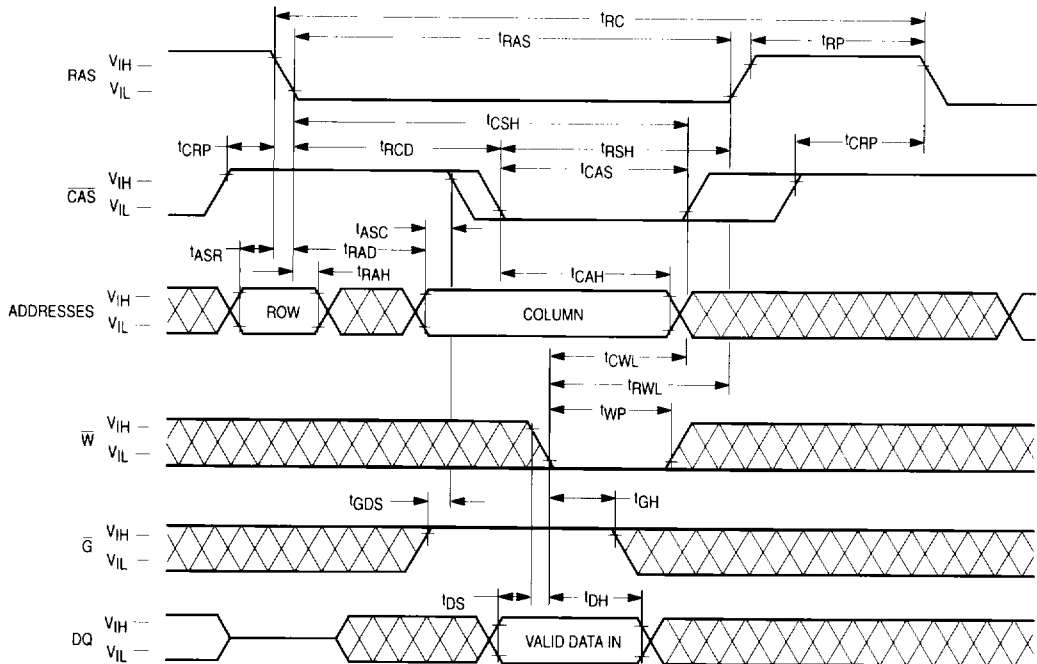 tRC
tRAS
tRP
RAS VIH
VIL
tCSH
tCRP
tRCD
tRSH
tCRP
tCAS
CAS VIH
VIL
tASC
tASR
tRAD
tRAH
tCAH
ADDRESSES VIH
VIL
ROW
COLUMN
tCWL
tRWL
tWP
W VIH
VIL
tGDS
tGH
G VIH
VIL
tDS
tDH
DQ VIH
VIL
VALID DATA IN